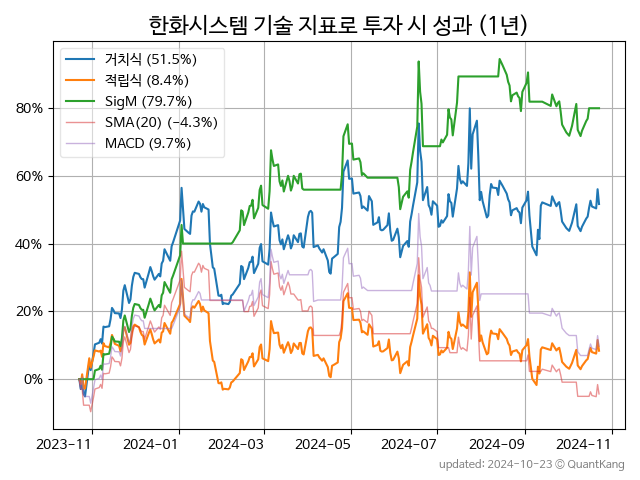 한화시스템 기술 지표로 투자 시 성과 (1년)
거치식 (51.5%)
적립식 (8.4%)
SigM (79.7%)
SMA(20) (−4.3%)
MACD (9.7%)
80%
60%
40%
20%
0%
2023-11
2024-01
2024-03
2024-05
2024-07
2024-09
2024-11
updated: 2024-10-23 ⓒ QuantKang